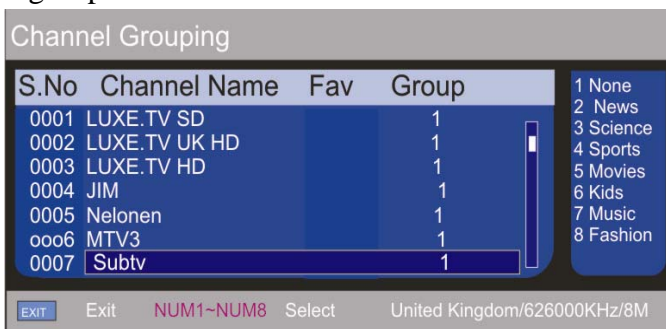 Channel Grouping
S.No Channel Name Fav Group
0001 LUXE.TV SD 1
0002 LUXE.TV UK HD 1
0003 LUXE.TV HD 1
0004 JIM 1
0005 Nelonen 1
ooo6 MTV3 1
0007 Subtv 1
1 None
2 News
3 Science
4 Sports
5 Movies
6 Kids
7 Music
8 Fashion
EXIT Exit NUM1~NUM8 Select United Kingdom/626000KHz/8M